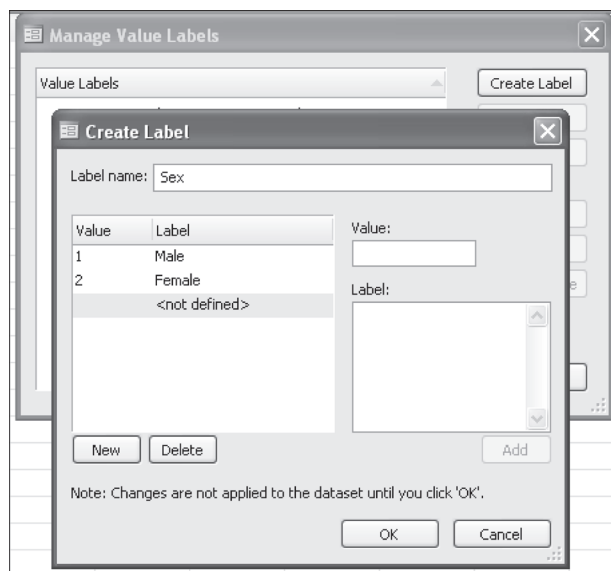 Manage Value Labels
Value Labels
Create Label
Create Label
Label name: Sex
Value Label
1 Male
2 Female
<not defined>
Value:
Label:
New Delete
Add
Note: Changes are not applied to the dataset until you click 'OK'.
OK Cancel